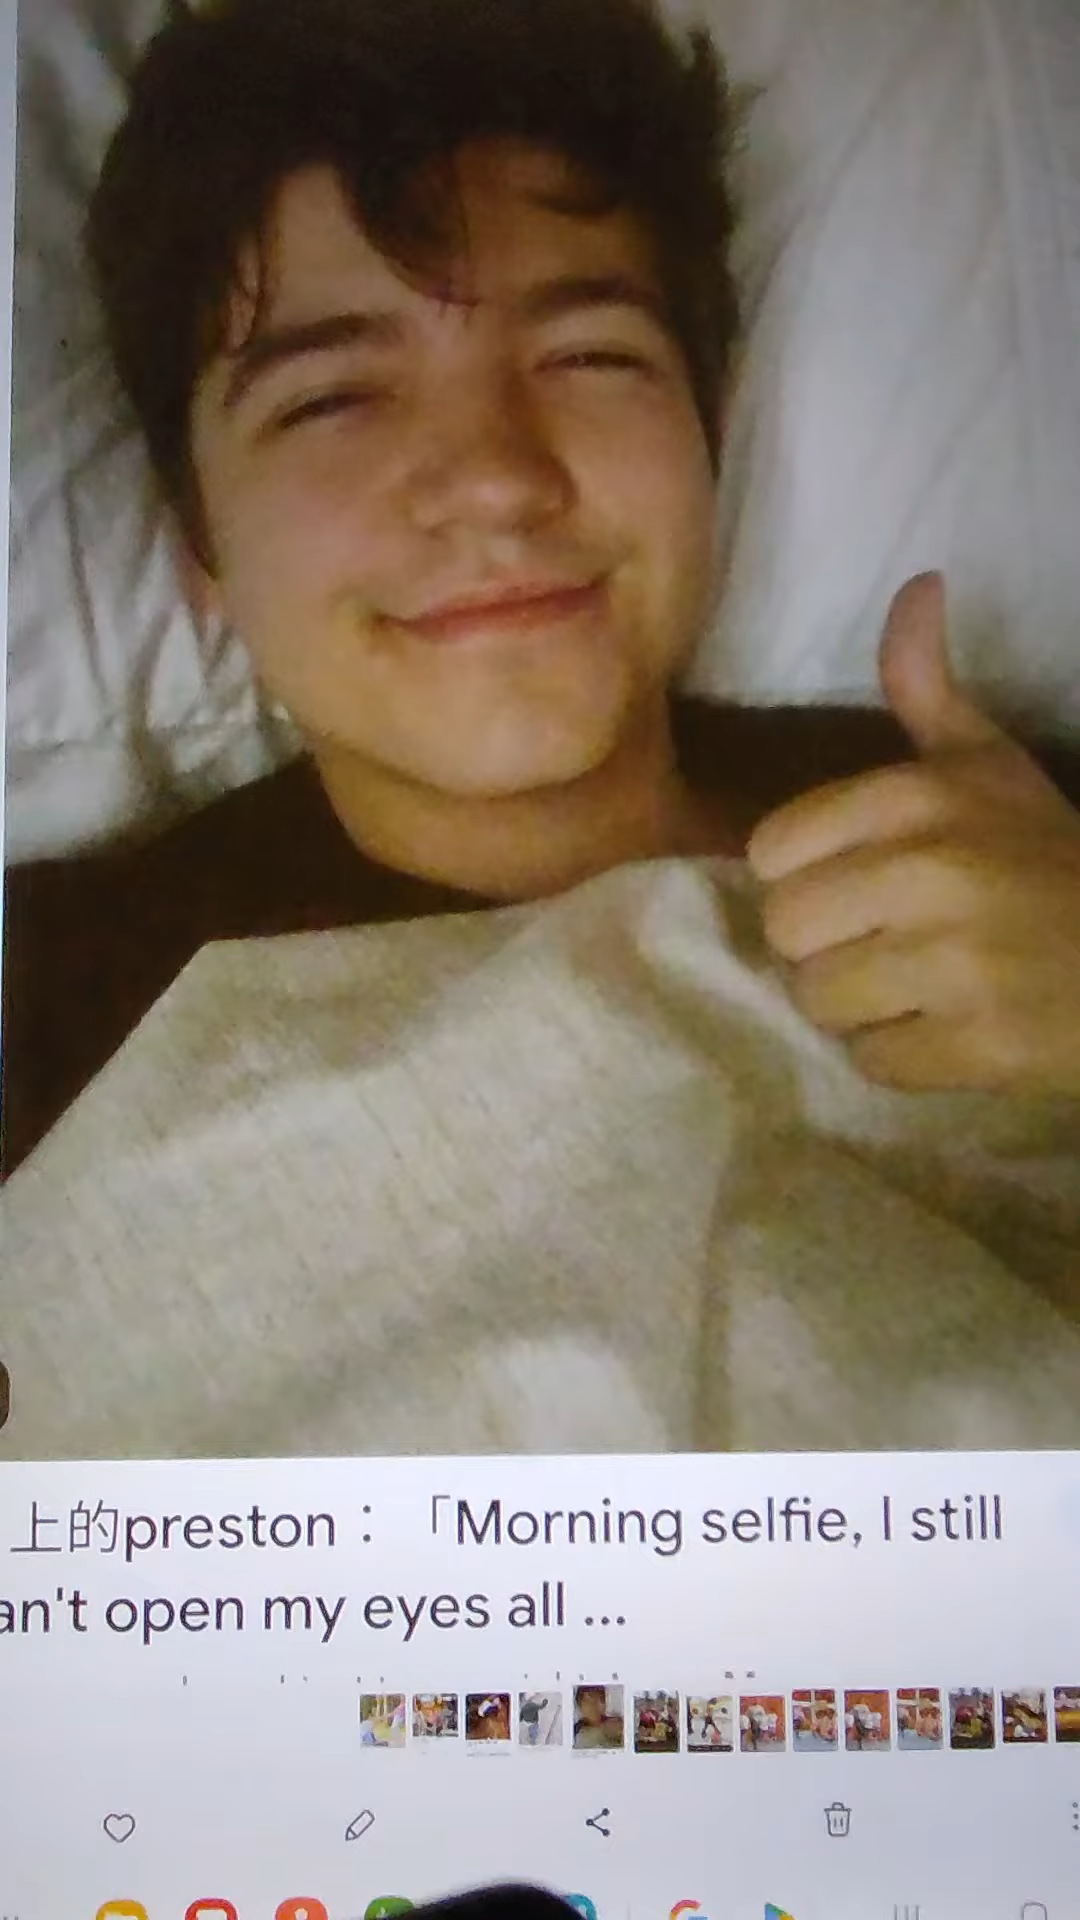 上的preston：「Morning selfie, I still
an't open my eyes all ...